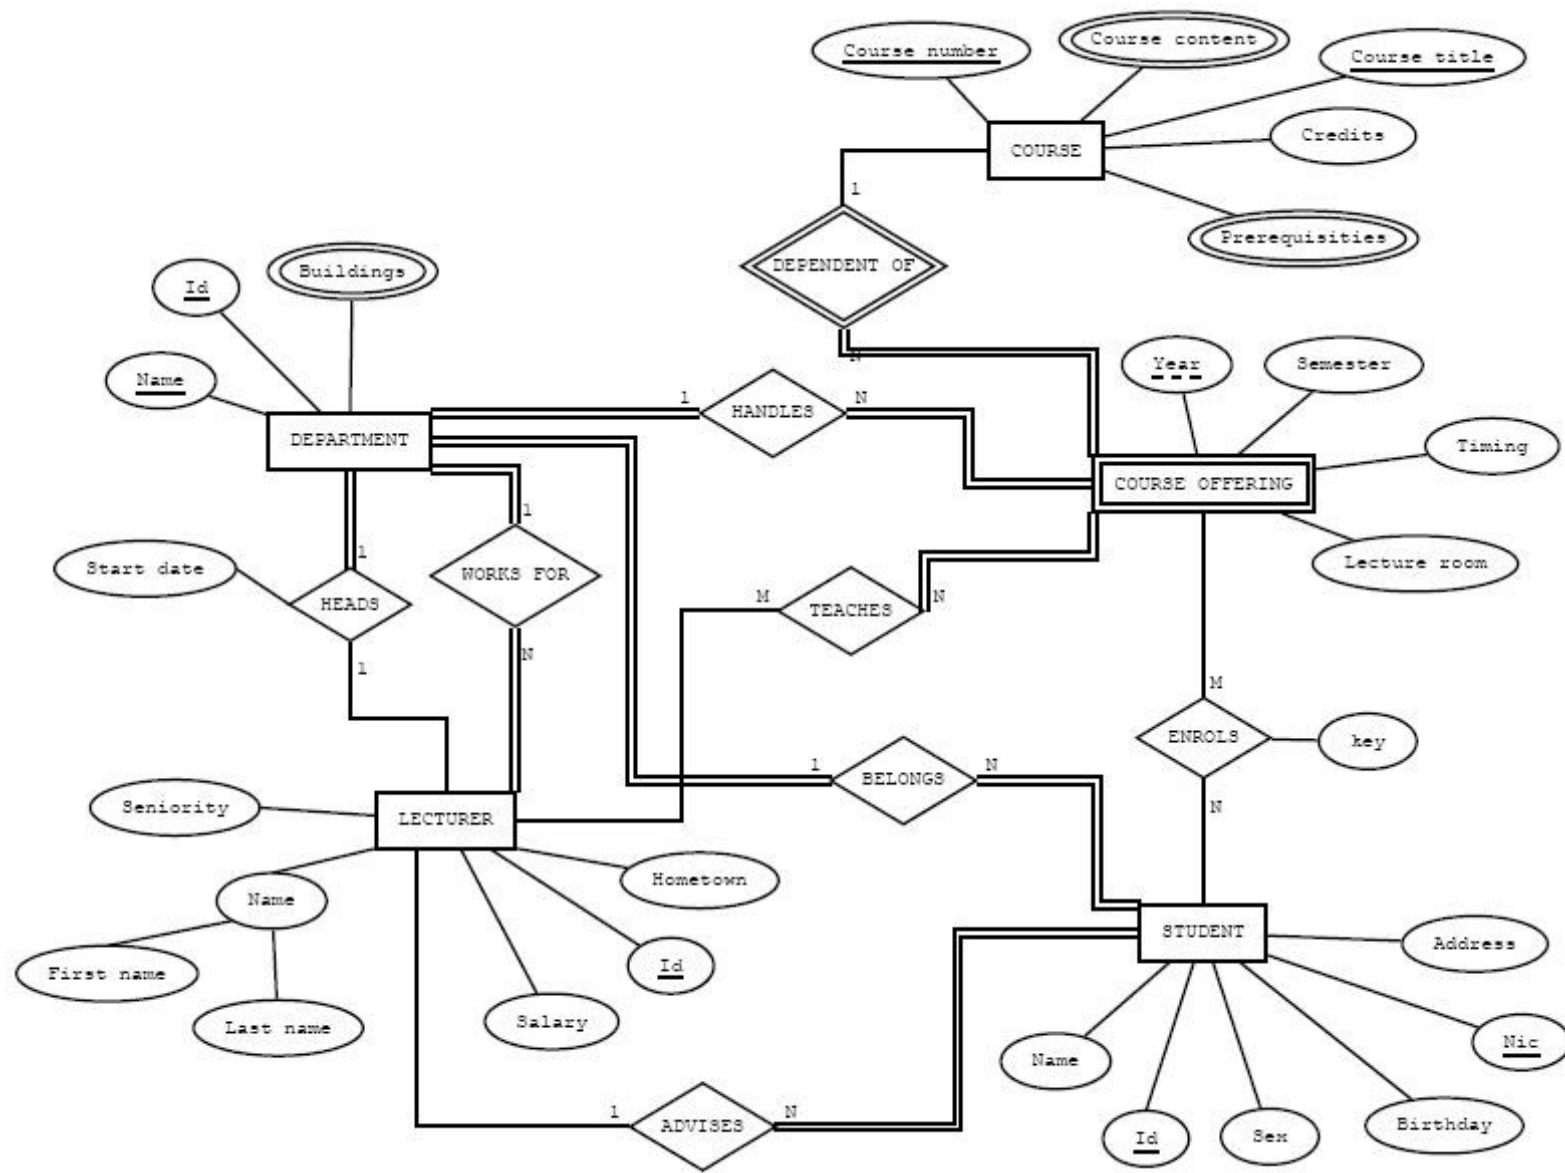 Course number
Course content
Course title
Credits
COURSE
Prerequisities
1
DEPENDENT OF
N
Buildings
Id
Name
DEPARTMENT
1
HANDLES
N
Year
Semester
Timing
COURSE OFFERING
Lecture room
Start date
1
HEADS
1
1
WORKS FOR
N
M
TEACHES
N
M
ENROLS
key
N
1
BELONGS
N
Seniority
LECTURER
Name
First name
Last name
Salary
Id
Hometown
STUDENT
Address
Nic
Birthday
Sex
Id
Name
1
ADVISES
N